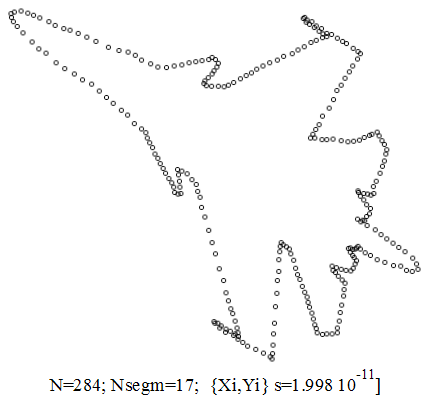 N=284; Nsegm=17; {Xi,Yi} s=1.998 10^-11]